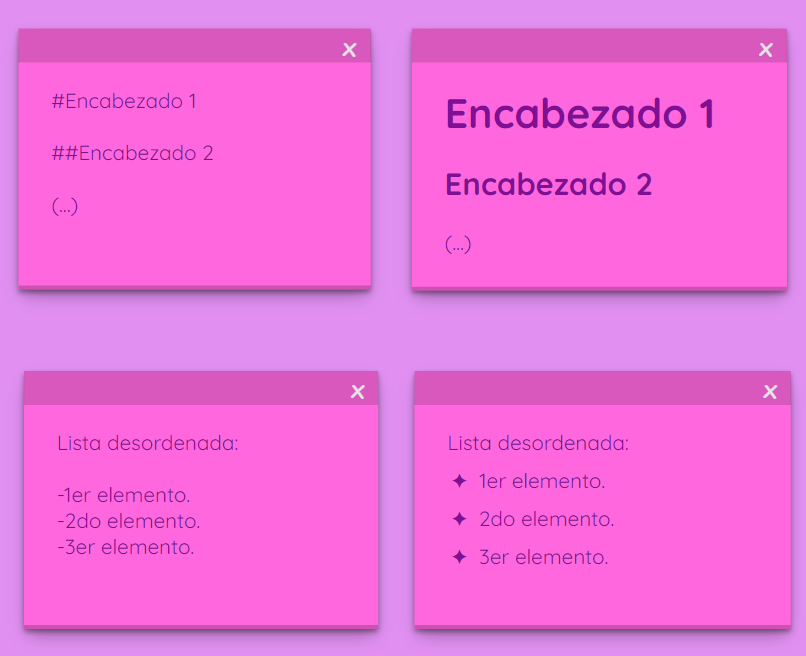 x
#Encabezado 1
##Encabezado 2
(...)
x
Encabezado 1
Encabezado 2
(...)
x
Lista desordenada:
-1er elemento.
-2do elemento.
-3er elemento.
x
Lista desordenada:
✦ 1er elemento.
✦ 2do elemento.
✦ 3er elemento.